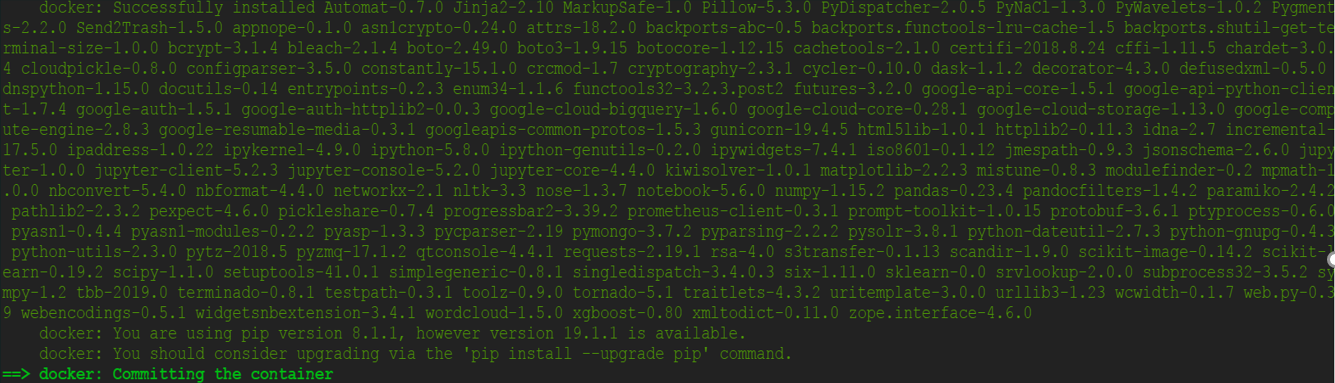 docker: Successfully installed Automat-0.7.0 Jinja2-2.10 MarkupSafe-1.0 Pillow-5.3.0 PyDispatcher-2.0.5 PyNaCl-1.3.0 PyWavelets-1.0.2 Pygment
s-2.2.0 Send2Trash-1.5.0 appnope-0.1.0 asn1crypto-0.24.0 attrs-18.2.0 backports-abc-0.5 backports.functools-lru-cache-1.5 backports.shutil-get-te
rminal-size-1.0.0 bcrypt-3.1.4 bleach-2.1.4 boto-2.49.0 boto3-1.9.15 botocore-1.12.15 cachetools-2.1.0 certifi-2018.8.24 cffi-1.11.5 chardet-3.0.
4 cloudpickle-0.8.0 configparser-3.5.0 constantly-15.1.0 crcmod-1.7 cryptography-2.3.1 cycler-0.10.0 dask-1.1.2 decorator-4.3.0 defusedxml-0.5.0
dnspython-1.15.0 docutils-0.14 entrypoints-0.2.3 enum34-1.1.6 functools32-3.2.3.post2 futures-3.2.0 google-api-core-1.5.1 google-api-python-clien
t-1.7.4 google-auth-1.5.1 google-auth-httplib2-0.0.3 google-cloud-bigquery-1.6.0 google-cloud-core-0.28.1 google-cloud-storage-1.13.0 google-comp
ute-engine-2.8.3 google-resumable-media-0.3.1 googleapis-common-protos-1.5.3 gunicorn-19.4.5 html5lib-1.0.1 httplib2-0.11.3 idna-2.7 incremental-
17.5.0 ipaddress-1.0.22 ipykernel-4.9.0 ipython-5.8.0 ipython-genutils-0.2.0 ipywidgets-7.4.1 iso8601-0.1.12 jmespath-0.9.3 jsonschema-2.6.0 jupy
ter-1.0.0 jupyter-client-5.2.3 jupyter-console-5.2.0 jupyter-core-4.4.0 kiwisolver-1.0.1 matplotlib-2.2.3 mistune-0.8.3 modulefinder-0.2 mpmath-1
.0.0 nbconvert-5.4.0 nbformat-4.4.0 networkx-2.1 nltk-3.3 nose-1.3.7 notebook-5.6.0 numpy-1.15.2 pandas-0.23.4 pandocfilters-1.4.2 paramiko-2.4.2
pathlib2-2.3.2 pexpect-4.6.0 pickleshare-0.7.4 progressbar2-3.39.2 prometheus-client-0.3.1 prompt-toolkit-1.0.15 protobuf-3.6.1 ptyprocess-0.6.0
pyasn1-0.4.4 pyasn1-modules-0.2.2 pyasp-1.3.3 pycparser-2.19 pymongo-3.7.2 pyparsing-2.2.2 pysolr-3.8.1 python-dateutil-2.7.3 python-gnupg-0.4.3
python-utils-2.3.0 pytz-2018.5 pyzmq-17.1.2 qtconsole-4.4.1 requests-2.19.1 rsa-4.0 s3transfer-0.1.13 scandir-1.9.0 scikit-image-0.14.2 scikit-
earn-0.19.2 scipy-1.1.0 setuptools-41.0.1 simplegeneric-0.8.1 singledispatch-3.4.0.3 six-1.11.0 sklearn-0.0 srvlookup-2.0.0 subprocess32-3.5.2 sy
mpy-1.2 tbb-2019.0 terminado-0.8.1 testpath-0.3.1 toolz-0.9.0 tornado-5.1 traitlets-4.3.2 uritemplate-3.0.0 urllib3-1.23 wcwidth-0.1.7 web.py-0.3
9 webencodings-0.5.1 widgetsnbextension-3.4.1 wordcloud-1.5.0 xgboost-0.80 xmltodict-0.11.0 zope.interface-4.6.0
docker: You are using pip version 8.1.1, however version 19.1.1 is available.
docker: You should consider upgrading via the 'pip install --upgrade pip' command.
==> docker: Committing the container